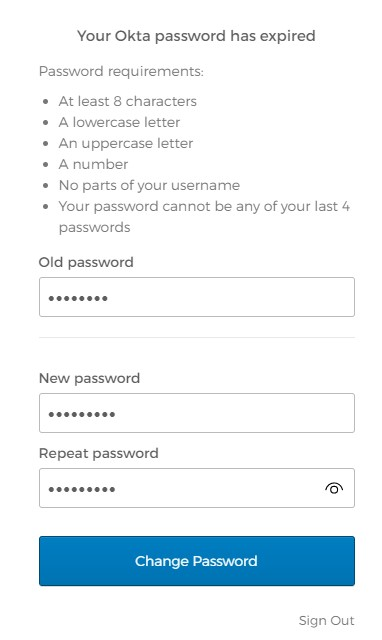 Your Okta password has expired
Password requirements:
• At least 8 characters
• A lowercase letter
• An uppercase letter
• A number
• No parts of your username
• Your password cannot be any of your last 4
passwords
Old password
••••••••
New password
•••••••••
Repeat password
•••••••••
Change Password
Sign Out